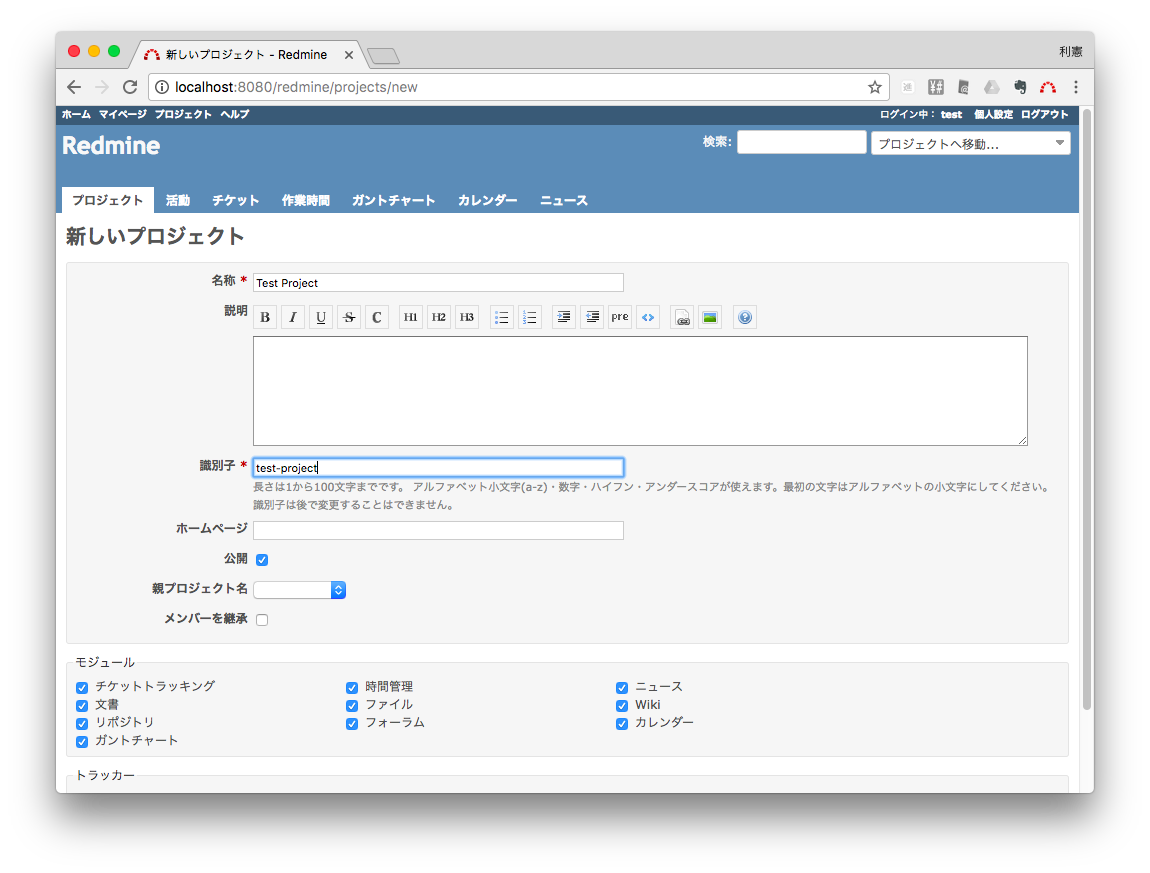 新しいプロジェクト - Redmine
利憲
localhost:8080/redmine/projects/new
ホーム マイページ プロジェクト ヘルプ
ログイン中: test 個人設定 ログアウト
Redmine
検索:
プロジェクトへ移動...
プロジェクト 活動 チケット 作業時間 ガントチャート カレンダー ニュース
新しいプロジェクト
名称 * Test Project
説明 B I U S C H1 H2 H3 pre
識別子 * test-project
長さは1から100文字までです。 アルファベット小文字(a-z)・数字・ハイフン・アンダースコアが使えます。最初の文字はアルファベットの小文字にしてください。
識別子は後で変更することはできません。
ホームページ
公開
親プロジェクト名
メンバーを継承
モジュール
チケットトラッキング 時間管理 ニュース
文書 ファイル Wiki
リポジトリ フォーラム カレンダー
ガントチャート
トラッカー